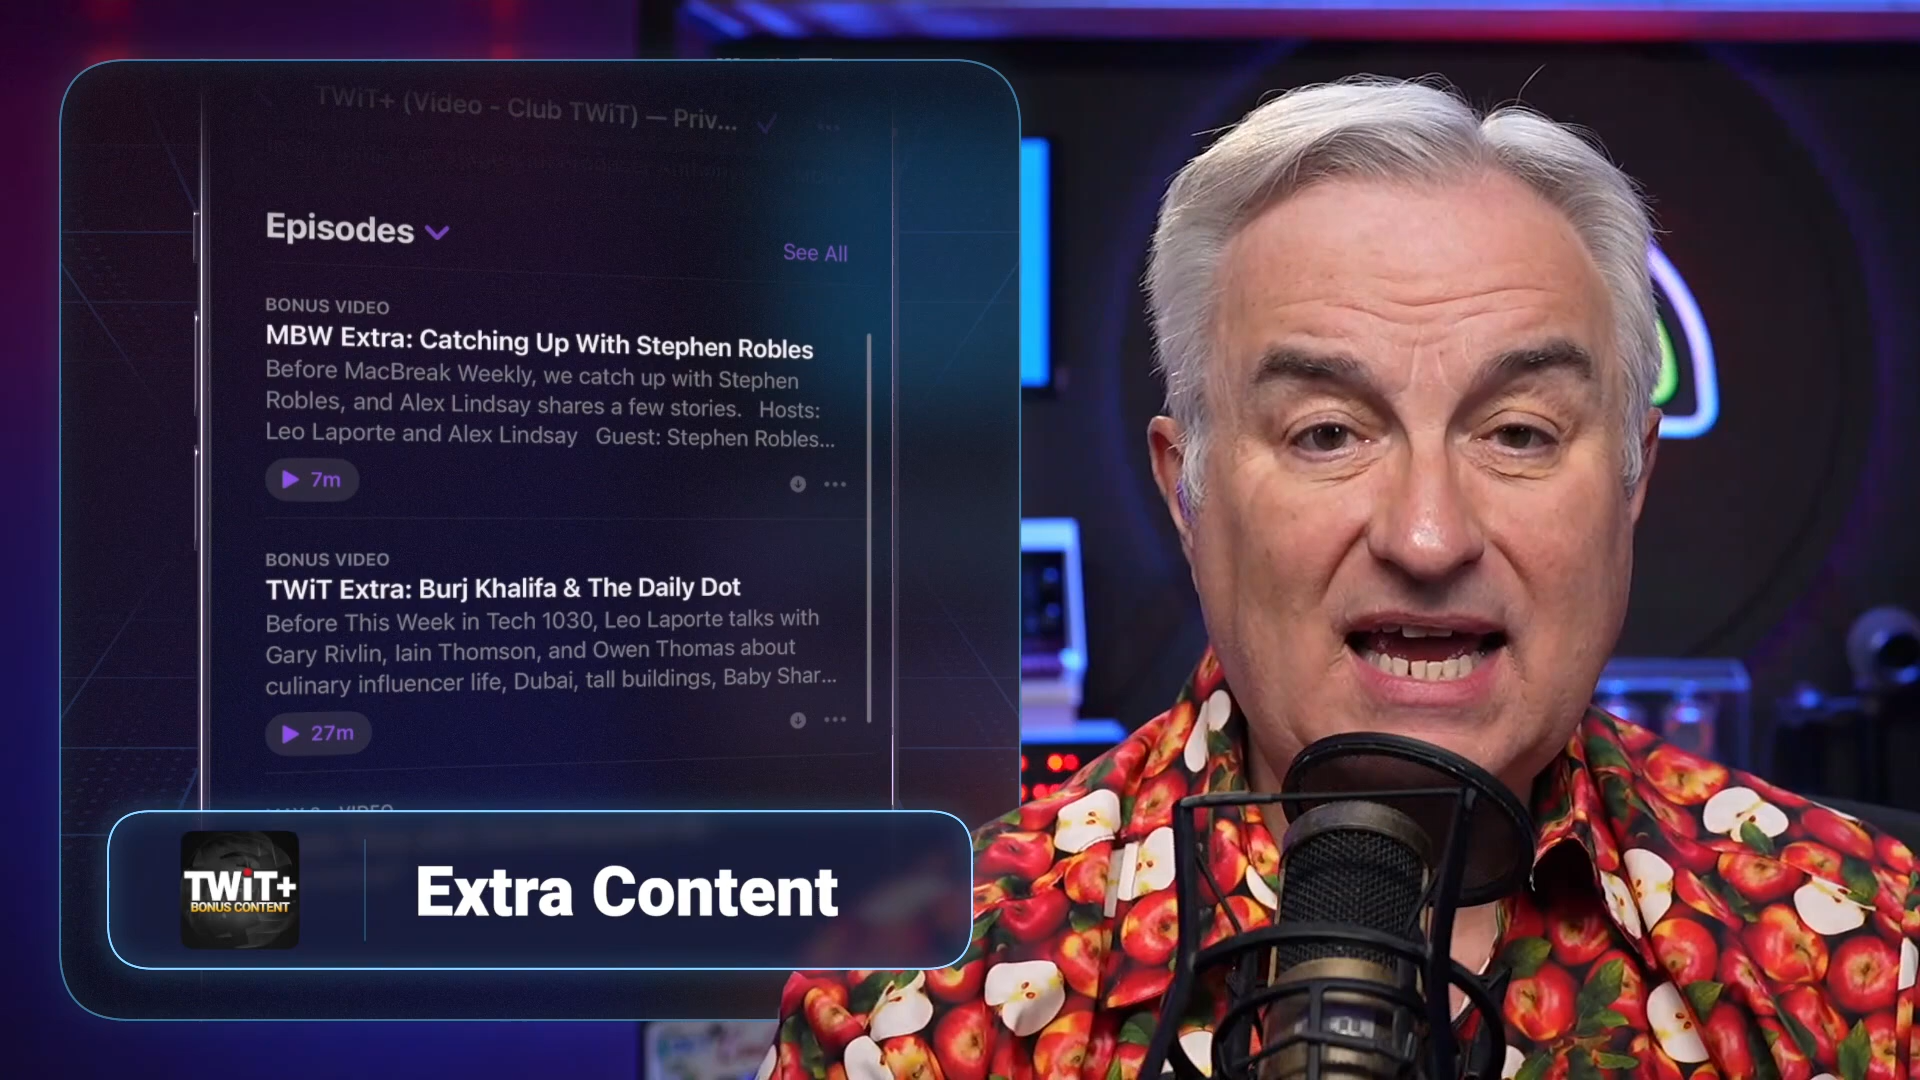 TWiT+ (Video - Club TWiT) — Priv...
Episodes
See All
BONUS VIDEO
MBW Extra: Catching Up With Stephen Robles
Before MacBreak Weekly, we catch up with Stephen
Robles, and Alex Lindsay shares a few stories. Hosts:
Leo Laporte and Alex Lindsay Guest: Stephen Robles...
7m
BONUS VIDEO
TWiT Extra: Burj Khalifa & The Daily Dot
Before This Week in Tech 1030, Leo Laporte talks with
Gary Rivlin, Iain Thomson, and Owen Thomas about
culinary influencer life, Dubai, tall buildings, Baby Shar...
27m
VIDEO
TWiT+
BONUS CONTENT
Extra Content